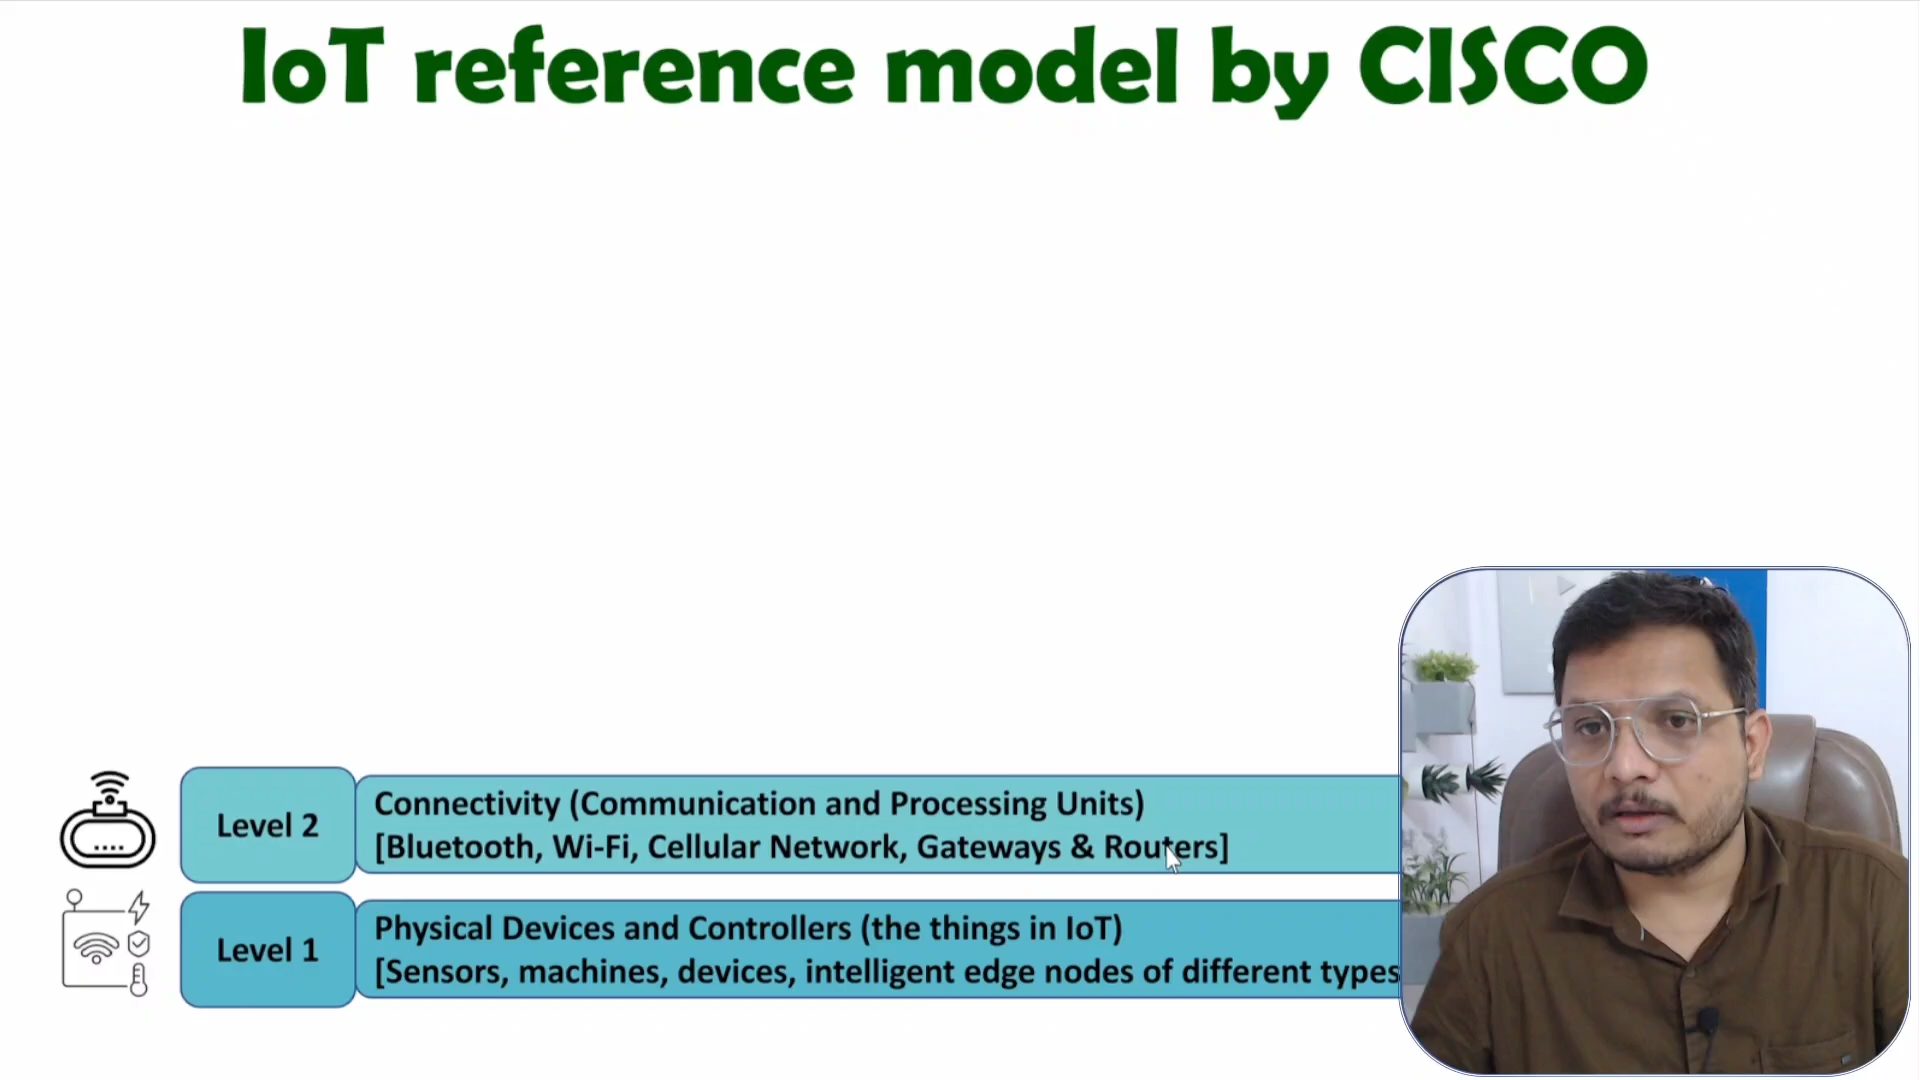 IoT reference model by CISCO
Level 2
Connectivity (Communication and Processing Units)
[Bluetooth, Wi-Fi, Cellular Network, Gateways & Routers]
Level 1
Physical Devices and Controllers (the things in IoT)
[Sensors, machines, devices, intelligent edge nodes of different types